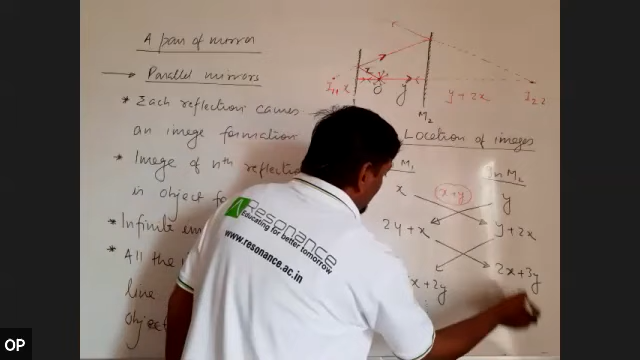 A pair of mirror
Parallel mirrors
* Each reflection causes
an image formation
* Image of nth reflection
is object fo
* Infinite im
* All the i
line
object
r
I₁₁ x O y y + 2x I₂₂
M₂
Location of images
M₁ In M₂
x x+y y
2y + x y + 2x
x + 2y 2x + 3y
Resonance
Educating for better tomorrow
www.resonance.ac.in
OP